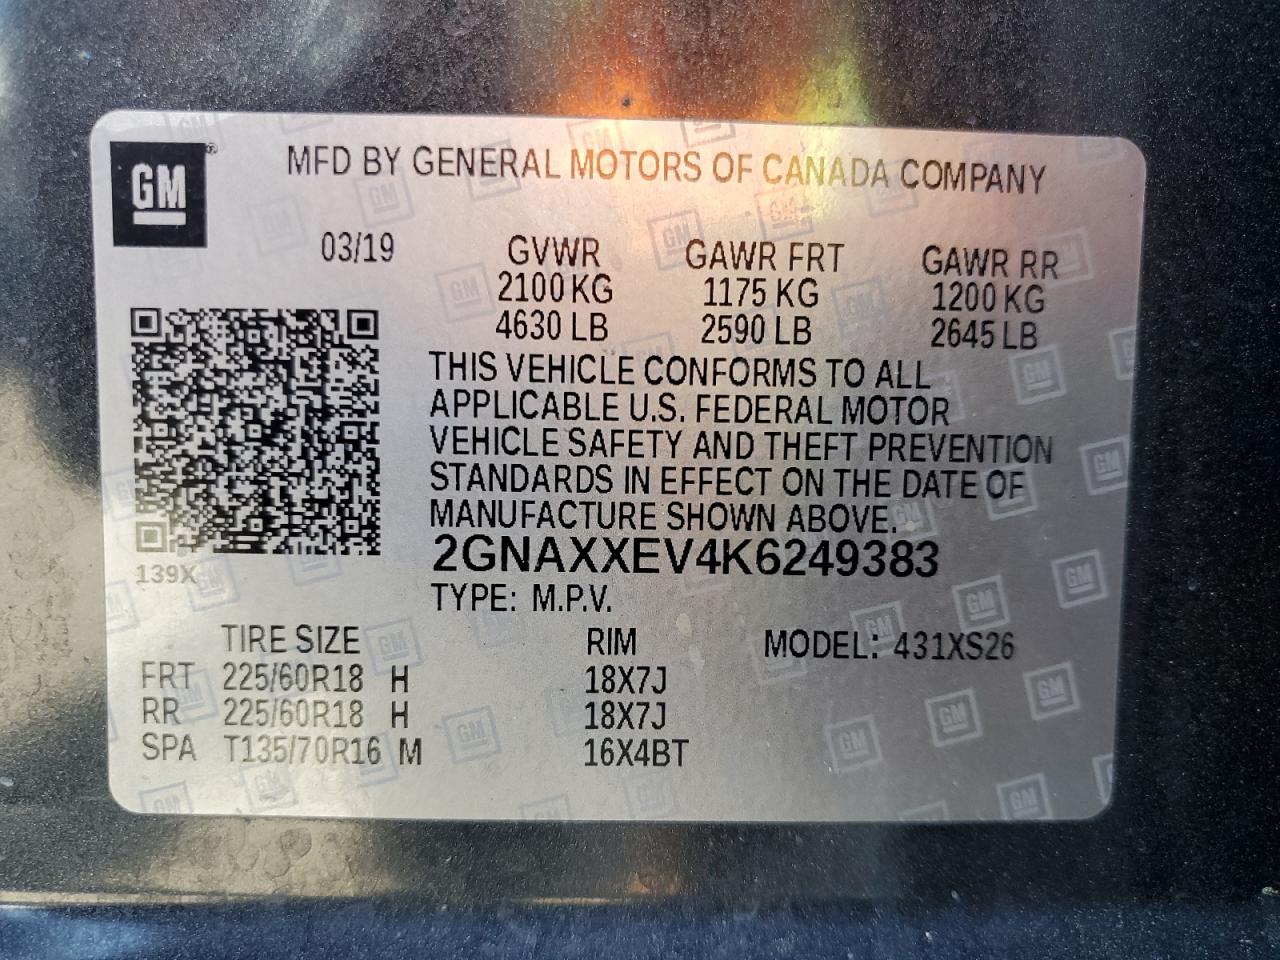 GM
MFD BY GENERAL MOTORS OF CANADA COMPANY
03/19
GVWR GAWR FRT GAWR RR
2100 KG 1175 KG 1200 KG
4630 LB 2590 LB 2645 LB
THIS VEHICLE CONFORMS TO ALL
APPLICABLE U.S. FEDERAL MOTOR
VEHICLE SAFETY AND THEFT PREVENTION
STANDARDS IN EFFECT ON THE DATE OF
MANUFACTURE SHOWN ABOVE.
2GNAXXEV4K6249383
139X
TYPE: M.P.V.
TIRE SIZE RIM MODEL: 431XS26
FRT 225/60R18 H 18X7J
RR 225/60R18 H 18X7J
SPA T135/70R16 M 16X4BT